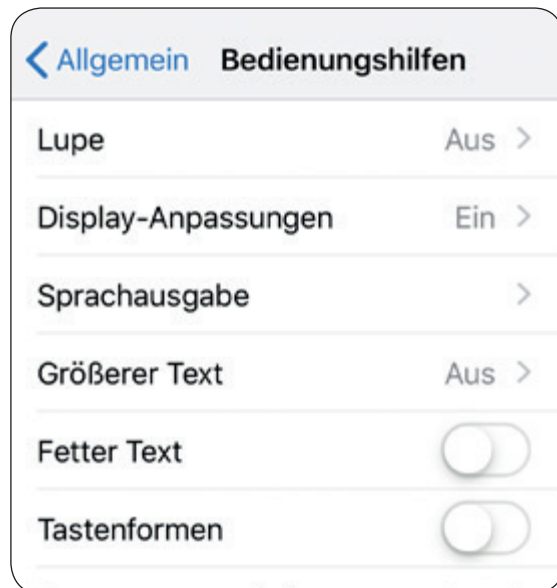 Allgemein Bedienungshilfen
Lupe Aus
Display-Anpassungen Ein
Sprachausgabe
Größerer Text Aus
Fetter Text
Tastenformen